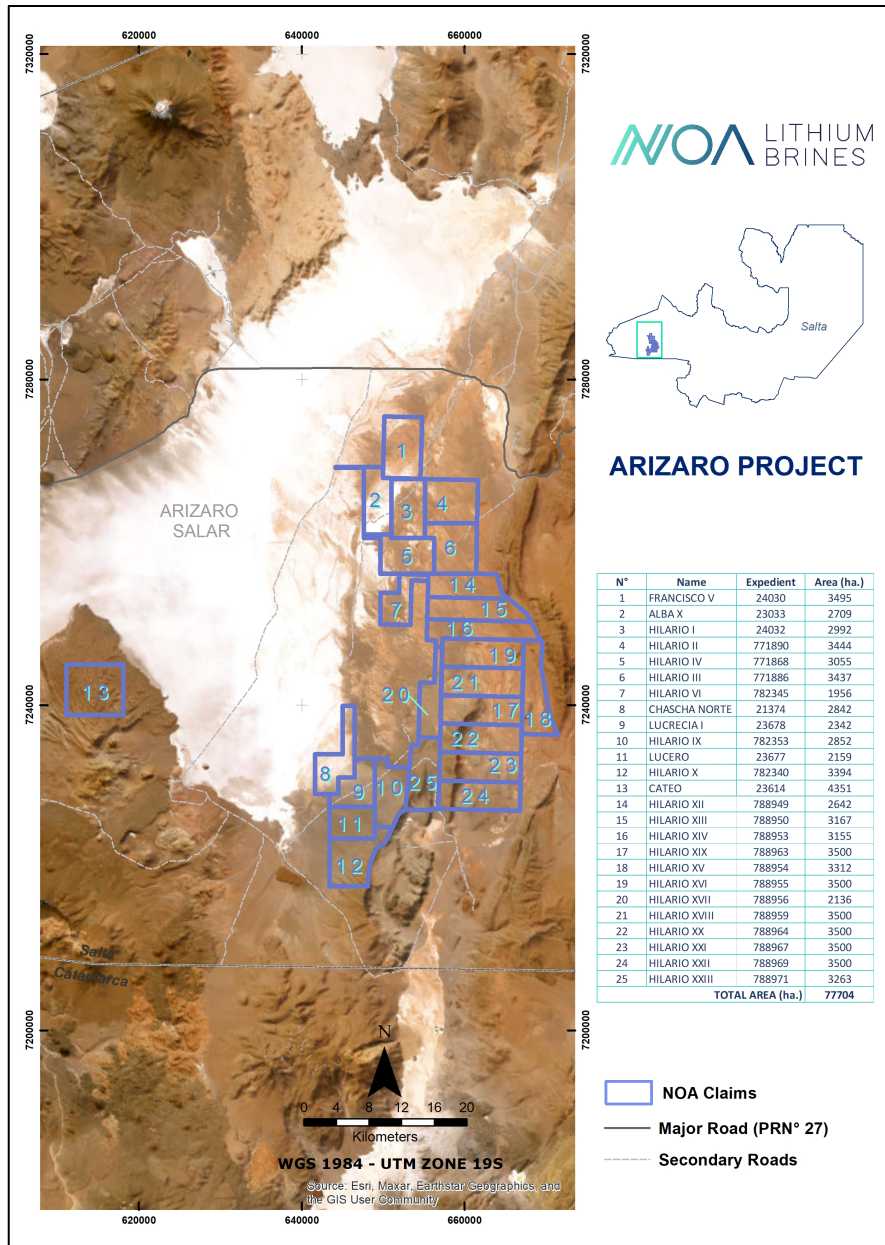 620000 640000 660000
7320000 7320000
NOA LITHIUM
BRINES
Salta
ARIZARO PROJECT
7280000 7280000
ARIZARO
SALAR
1
2
3
4
5
6
7
14
15
16
13
19
20
21
17
18
22
8
23
9
10
25
24
11
12
7240000 7240000
Salta
Catamarca
7200000 7200000
N° Name Expedient Area (ha.)
1 FRANCISCO V 24030 3495
2 ALBA X 23033 2709
3 HILARIO I 24032 2992
4 HILARIO II 771890 3444
5 HILARIO IV 771868 3055
6 HILARIO III 771886 3437
7 HILARIO VI 782345 1956
8 CHASCHA NORTE 21374 2842
9 LUCRECIA I 23678 2342
10 HILARIO IX 782353 2852
11 LUCERO 23677 2159
12 HILARIO X 782340 3394
13 CATEO 23614 4351
14 HILARIO XII 788949 2642
15 HILARIO XIII 788950 3167
16 HILARIO XIV 788953 3155
17 HILARIO XIX 788963 3500
18 HILARIO XV 788954 3312
19 HILARIO XVI 788955 3500
20 HILARIO XVII 788956 2136
21 HILARIO XVIII 788959 3500
22 HILARIO XX 788964 3500
23 HILARIO XXI 788967 3500
24 HILARIO XXII 788969 3500
25 HILARIO XXIII 788971 3263
TOTAL AREA (ha.) 77704
N
0 4 8 12 16 20
Kilometers
WGS 1984 - UTM ZONE 19S
Source: Esri, Maxar, Earthstar Geographics, and
the GIS User Community
NOA Claims
Major Road (PRN° 27)
Secondary Roads
620000 640000 660000